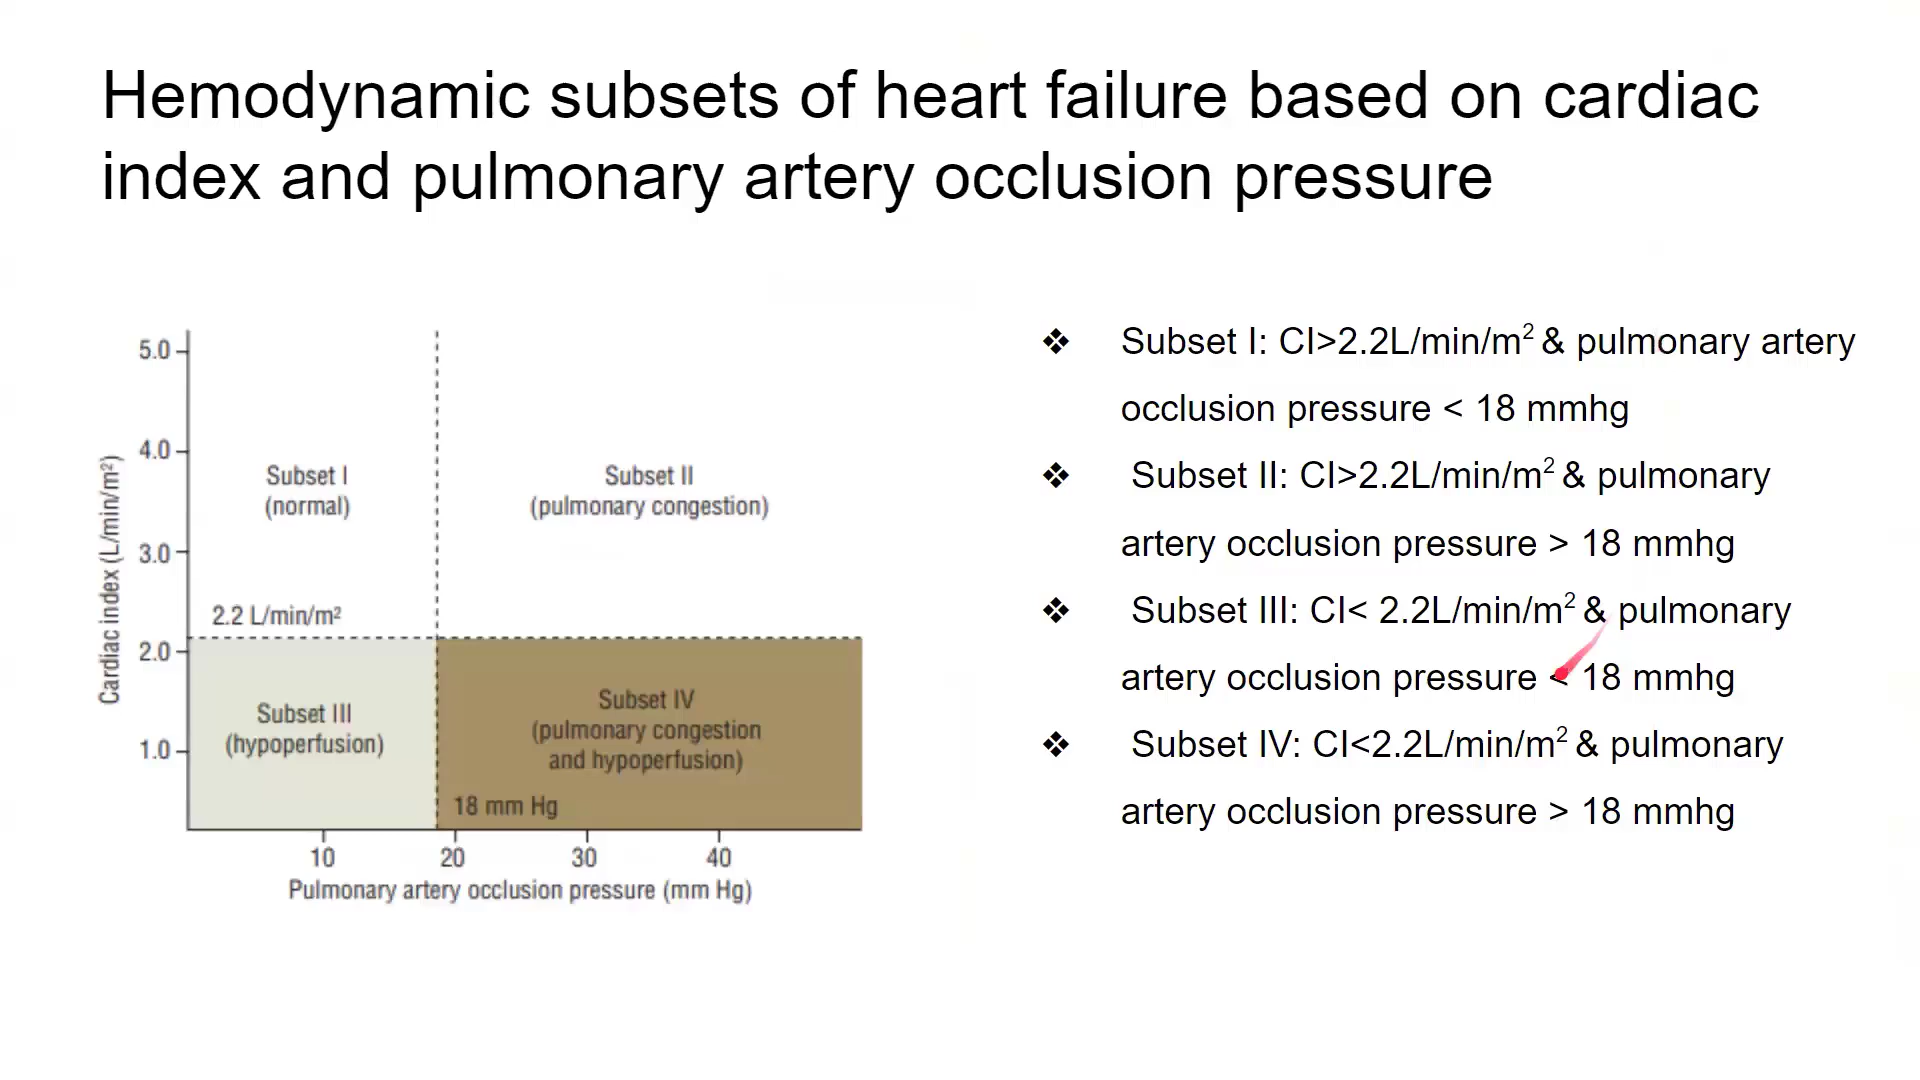 Hemodynamic subsets of heart failure based on cardiac
index and pulmonary artery occlusion pressure
5.0
4.0
3.0
2.0
1.0
Cardiac index (L/min/m²)
Subset I
(normal)
Subset II
(pulmonary congestion)
2.2 L/min/m²
Subset III
(hypoperfusion)
Subset IV
(pulmonary congestion
and hypoperfusion)
18 mm Hg
10 20 30 40
Pulmonary artery occlusion pressure (mm Hg)
❖ Subset I: CI>2.2L/min/m² & pulmonary artery
occlusion pressure < 18 mmhg
❖ Subset II: CI>2.2L/min/m² & pulmonary
artery occlusion pressure > 18 mmhg
❖ Subset III: CI< 2.2L/min/m² & pulmonary
artery occlusion pressure < 18 mmhg
❖ Subset IV: CI<2.2L/min/m² & pulmonary
artery occlusion pressure > 18 mmhg